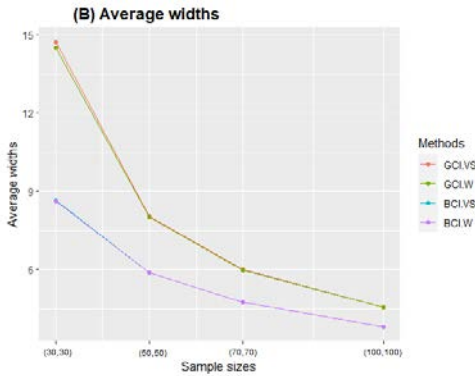 (B) Average widths
15
12
9
6
Average widths
(30,30)
(50,50)
(70,70)
(100,100)
Sample sizes
Methods
GCI.VS
GCI.W
BCI.VS
BCI.W